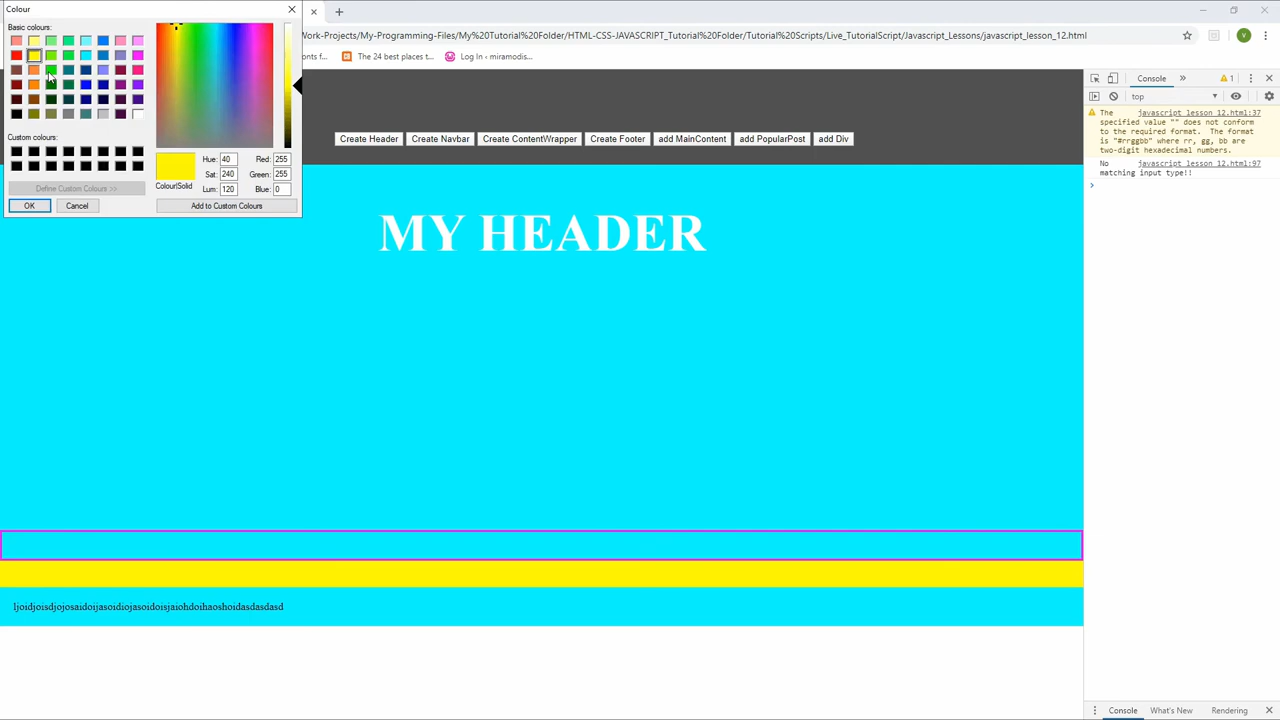 Colour
Basic colours:
Custom colours:
Define Custom Colours >>
OK
Cancel
Hue: 40
Sat: 240
Lum: 120
Red: 255
Green: 255
Blue: 0
Colour|Solid
Add to Custom Colours
Work-Projects/My-Programming-Files/My%20Tutorial%20Folder/HTML-CSS-JAVASCRIPT_Tutorial%20Folder/Tutorial%20Script/Live_TutorialScript/Javascript_Lessons/javascript_lesson_12.html
fonts f...
The 24 best places t...
Log In ‹ miramodis...
V
Create Header
Create Navbar
Create ContentWrapper
Create Footer
add MainContent
add PopularPost
add Div
MY HEADER
ljoidjoisdjojosaidoijasoidiojasoidoisjaiohdoihaoshoidasdasdasd
Console
1
top
The javascript lesson 12.html:37
specified value "" does not conform
to the required format. The format
is "#rrggbb" where rr, gg, bb are
two-digit hexadecimal numbers.
No javascript lesson 12.html:97
matching input type!!
Console
What's New
Rendering